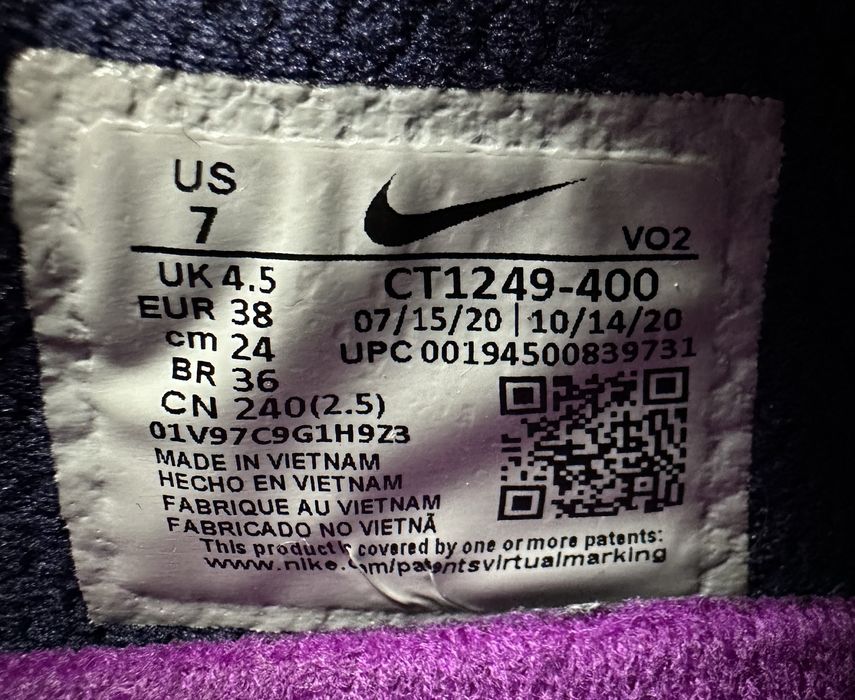 US
7
VO2
UK 4.5
EUR 38
cm 24
BR 36
CN 240(2.5)
CT1249-400
07/15/20 | 10/14/20
UPC 00194500839731
01V97C9G1H9Z3
MADE IN VIETNAM
HECHO EN VIETNAM
FABRIQUE AU VIETNAM
FABRICADO NO VIETNÃ
This product is covered by one or more patents:
www.nike.com/patentsvirtualmarking